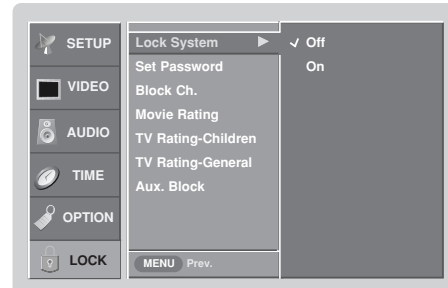 SETUP
VIDEO
AUDIO
TIME
OPTION
LOCK
Lock System
Set Password
Block Ch.
Movie Rating
TV Rating-Children
TV Rating-General
Aux. Block
MENU Prev.
Off
On